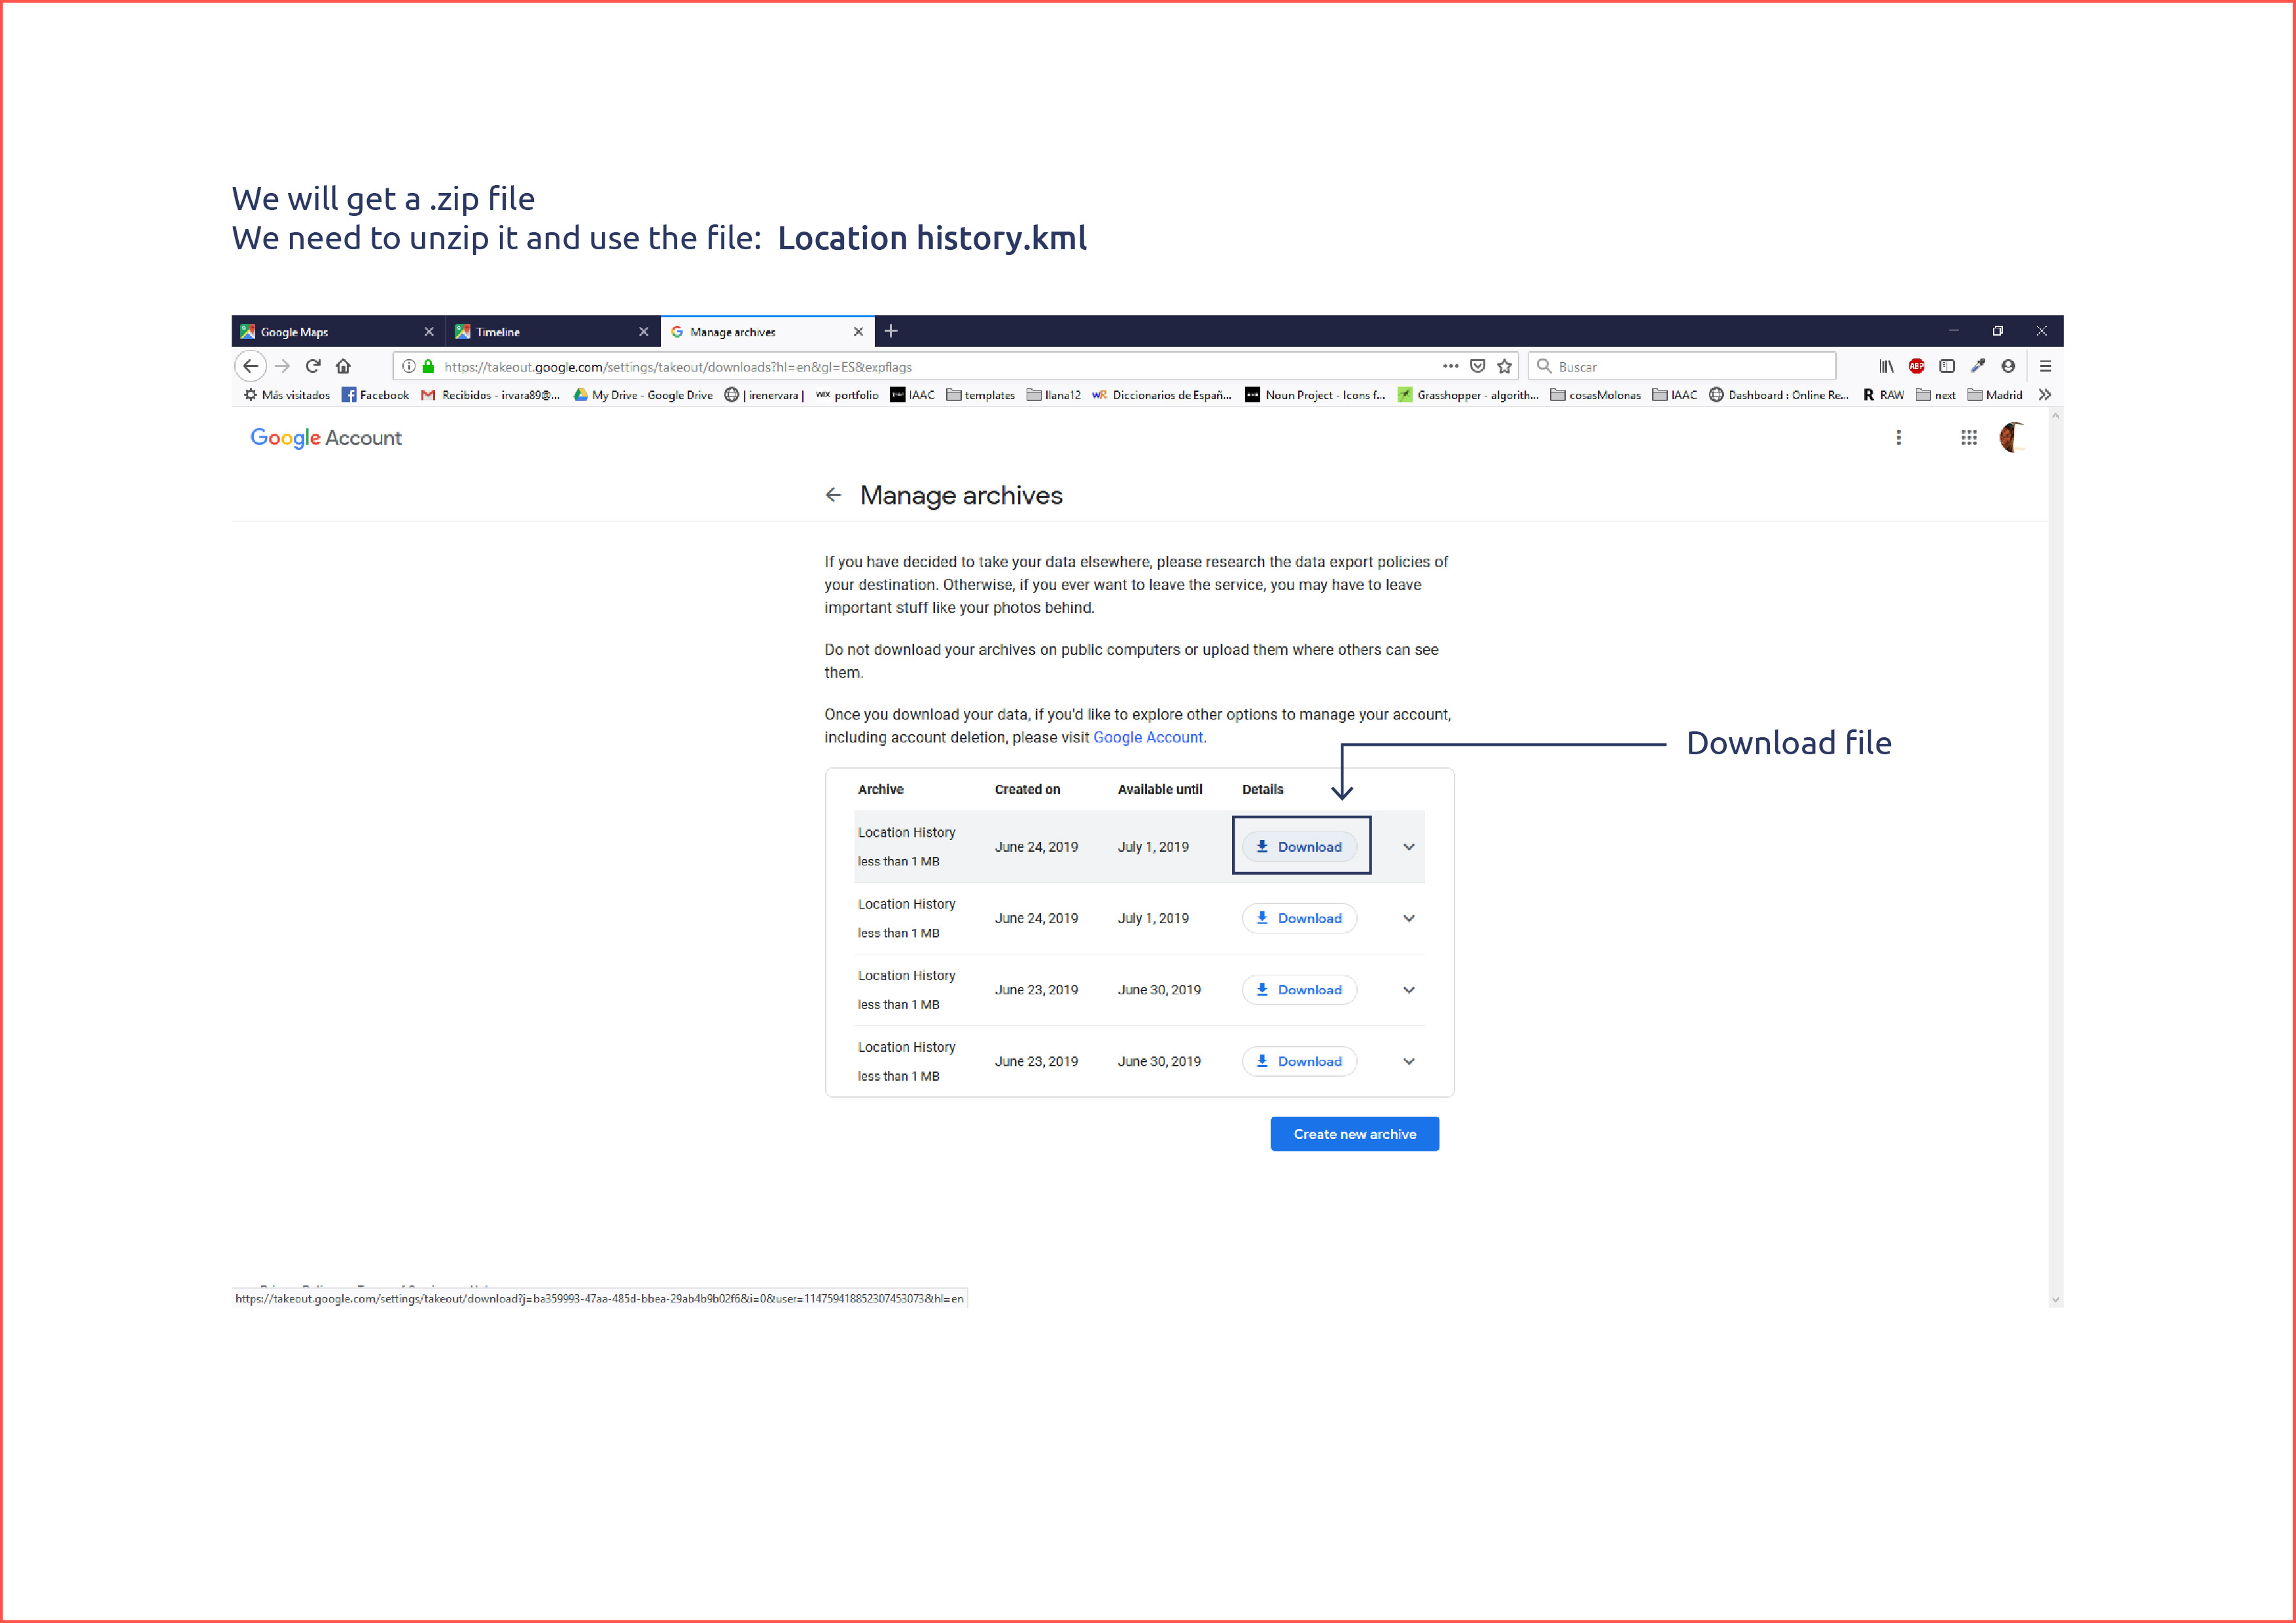 We will get a .zip file
We need to unzip it and use the file: Location history.kml
Google Maps
Timeline
Manage archives
https://takeout.google.com/settings/takeout/downloads?hl=en&gl=ES&expflags
Buscar
Más visitados
Facebook
Recibidos - irvara89@...
My Drive - Google Drive
| irenervara |
WIX portfolio
IAAC
templates
Ilana12
WR Diccionarios de Españ...
Noun Project - Icons f...
Grasshopper - algorith...
cosasMolonas
IAAC
Dashboard : Online Re...
R RAW
next
Madrid
ABP
Google Account
Manage archives
If you have decided to take your data elsewhere, please research the data export policies of
your destination. Otherwise, if you ever want to leave the service, you may have to leave
important stuff like your photos behind.
Do not download your archives on public computers or upload them where others can see
them.
Once you download your data, if you'd like to explore other options to manage your account,
including account deletion, please visit Google Account.
Download file
Archive Created on Available until Details
Location History
less than 1 MB
June 24, 2019 July 1, 2019 Download
Location History
less than 1 MB
June 24, 2019 July 1, 2019 Download
Location History
less than 1 MB
June 23, 2019 June 30, 2019 Download
Location History
less than 1 MB
June 23, 2019 June 30, 2019 Download
Create new archive
https://takeout.google.com/settings/takeout/download?j=ba359993-47aa-485d-bbea-29ab4b9b02f6&i=0&user=114759418852307453073&hl=en